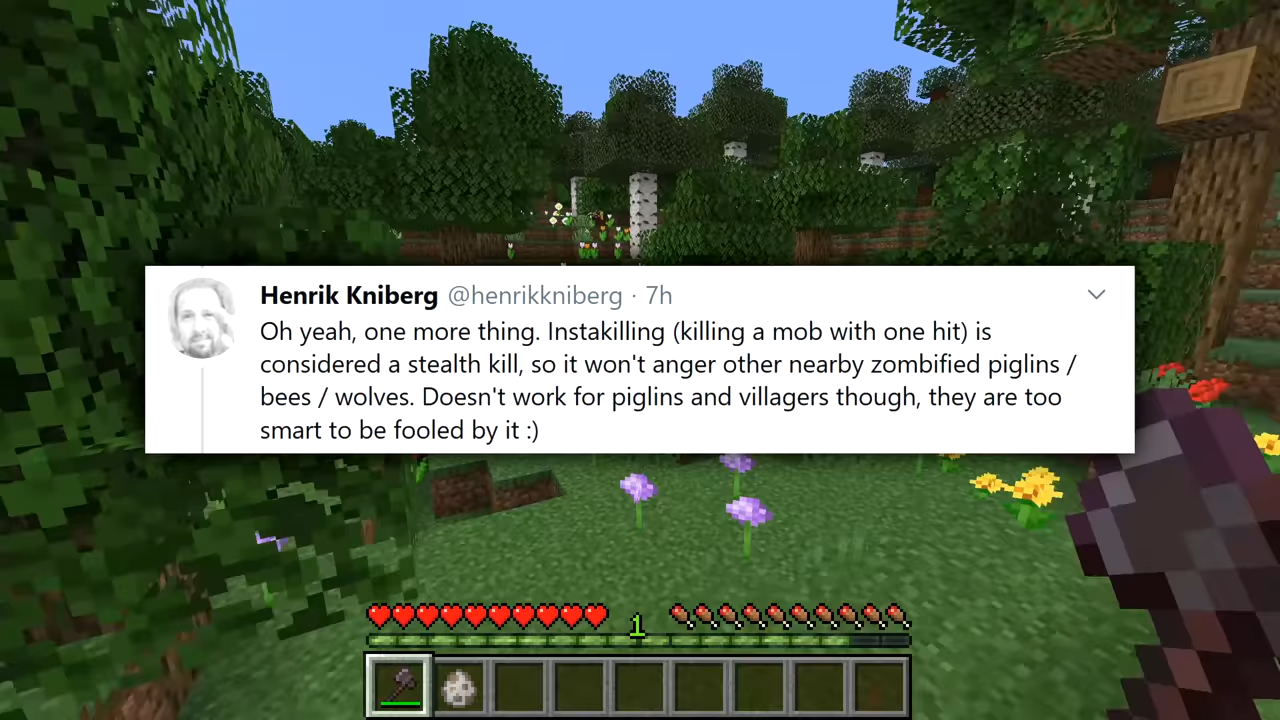 Henrik Kniberg @henrikkniberg · 7h
Oh yeah, one more thing. Instakilling (killing a mob with one hit) is
considered a stealth kill, so it won't anger other nearby zombified piglins /
bees / wolves. Doesn't work for piglins and villagers though, they are too
smart to be fooled by it :)
1